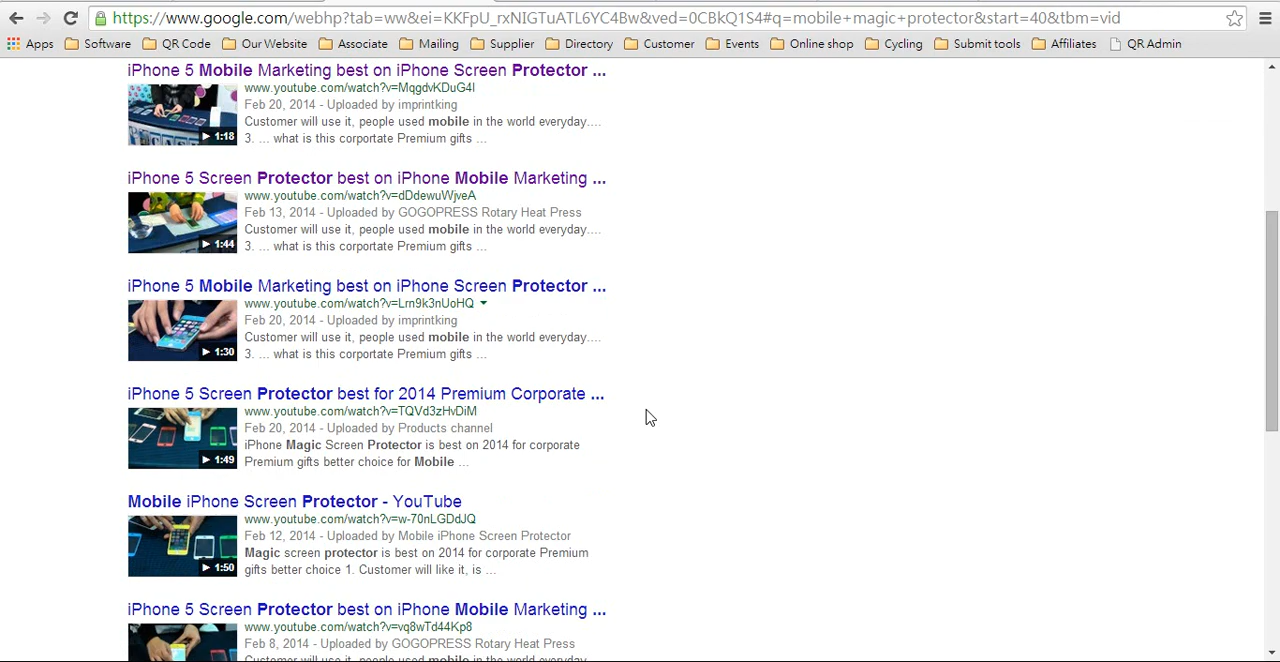 https://www.google.com/webhp?tab=ww&ei=KKFpU_rxNIGTuATL6YC4Bw&ved=0CBkQ1S4#q=mobile+magic+protector&start=40&tbm=vid
Apps Software QR Code Our Website Associate Mailing Supplier Directory Customer Events Online shop Cycling Submit tools Affiliates QR Admin
iPhone 5 Mobile Marketing best on iPhone Screen Protector ...
www.youtube.com/watch?v=MqgdvKDuG4I
Feb 20, 2014 - Uploaded by imprintking
Customer will use it, people used mobile in the world everyday....
3. ... what is this corportate Premium gifts ...
1:18
iPhone 5 Screen Protector best on iPhone Mobile Marketing ...
www.youtube.com/watch?v=dDdewuWjveA
Feb 13, 2014 - Uploaded by GOGOPRESS Rotary Heat Press
Customer will use it, people used mobile in the world everyday....
3. ... what is this corportate Premium gifts ...
1:44
iPhone 5 Mobile Marketing best on iPhone Screen Protector ...
www.youtube.com/watch?v=Lrn9k3nUoHQ
Feb 20, 2014 - Uploaded by imprintking
Customer will use it, people used mobile in the world everyday....
3. ... what is this corportate Premium gifts ...
1:30
iPhone 5 Screen Protector best for 2014 Premium Corporate ...
www.youtube.com/watch?v=TQVd3zHvDiM
Feb 20, 2014 - Uploaded by Products channel
iPhone Magic Screen Protector is best on 2014 for corporate
Premium gifts better choice for Mobile ...
1:49
Mobile iPhone Screen Protector - YouTube
www.youtube.com/watch?v=w-70nLGDdJQ
Feb 12, 2014 - Uploaded by Mobile iPhone Screen Protector
Magic screen protector is best on 2014 for corporate Premium
gifts better choice 1. Customer will like it, is ...
1:50
iPhone 5 Screen Protector best on iPhone Mobile Marketing ...
www.youtube.com/watch?v=vq8wTd44Kp8
Feb 8, 2014 - Uploaded by GOGOPRESS Rotary Heat Press
Customer will use it, people used mobile in the world everyday....